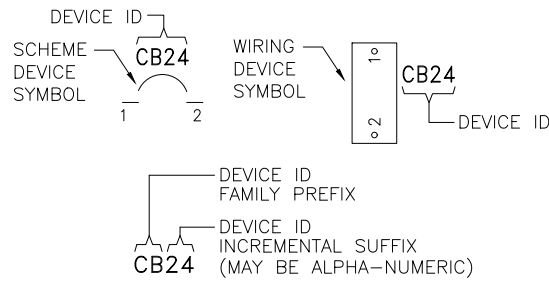 DEVICE ID
CB24
SCHEME
DEVICE
SYMBOL
1 2
WIRING
DEVICE
SYMBOL
1
2
CB24
DEVICE ID
DEVICE ID
FAMILY PREFIX
DEVICE ID
INCREMENTAL SUFFIX
(MAY BE ALPHA-NUMERIC)
CB24